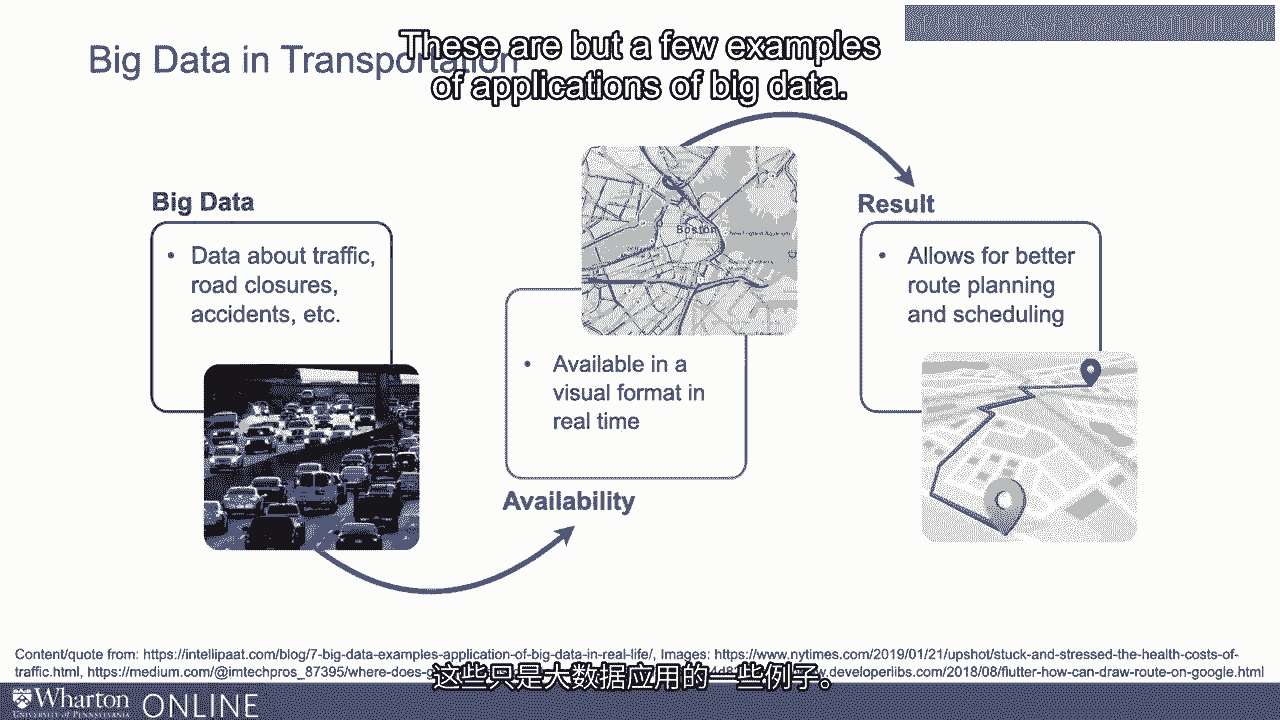 Big Data in Transportation
These are but a few examples
of applications of big data.
Big Data
• Data about traffic,
road closures,
accidents, etc.
Boston
• Available in a
visual format in
real time
Availability
Result
• Allows for better
route planning
and scheduling
Content/quote from: https://intellipaat.com/blog/7-big-data-examples-application-of-big-data-in-real-life/, Images: https://www.nytimes.com/2019/01/21/upshot/stuck-and-stressed-the-health-costs-of-
traffic.html, https://medium.com/@imtechpros_87395/where-does-g .developerlibs.com/2018/08/flutter-how-can-draw-route-on-google.html
这些只是大数据应用的一些例子。
Wharton ONLINE
UNIVERSITY of PENNSYLVANIA